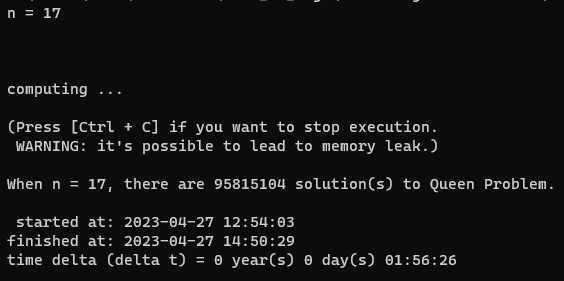 n = 17
computing ...
(Press [Ctrl + C] if you want to stop execution.
WARNING: it's possible to lead to memory leak.)
When n = 17, there are 95815104 solution(s) to Queen Problem.
started at: 2023-04-27 12:54:03
finished at: 2023-04-27 14:50:29
time delta (delta t) = 0 year(s) 0 day(s) 01:56:26